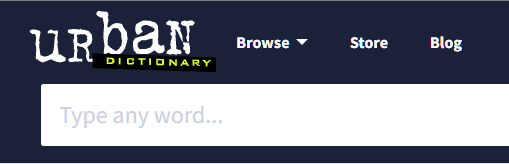 urban
DICTIONARY
Browse Store Blog
Type any word...